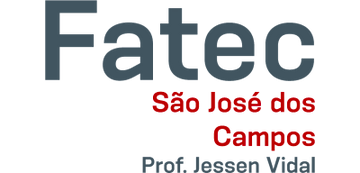 Fatec
São José dos
Campos
Prof. Jessen Vidal